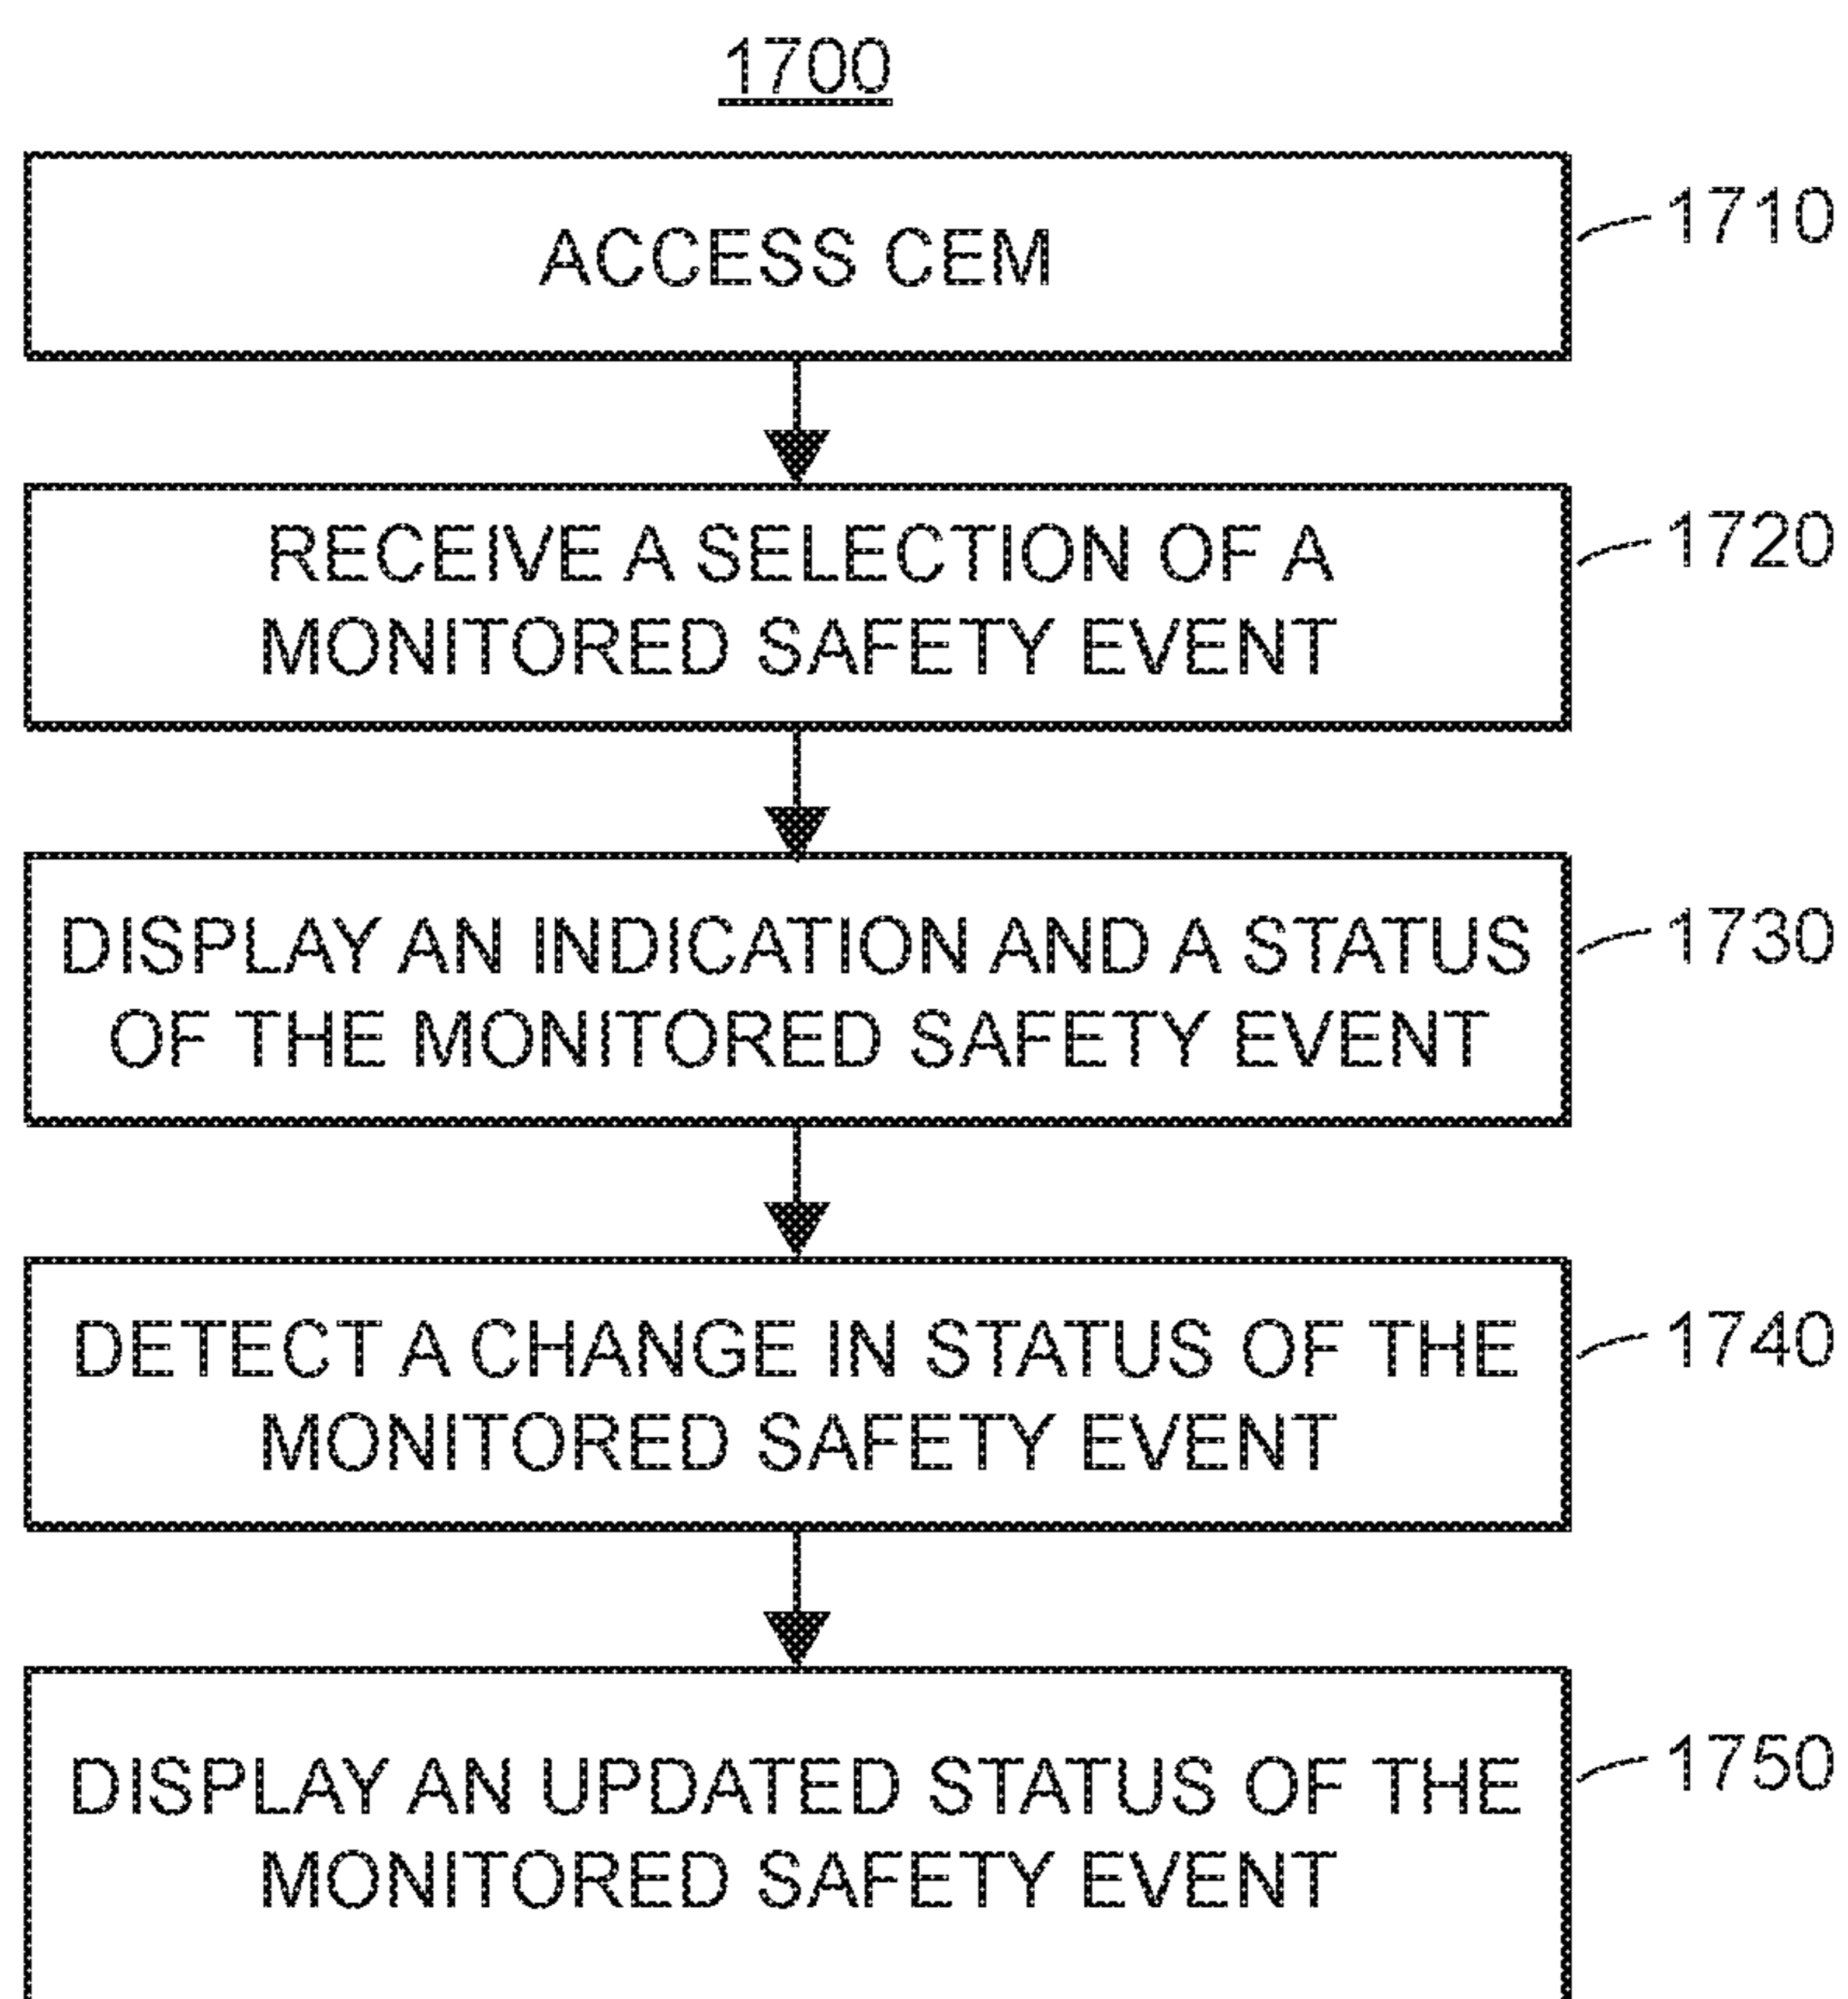 1700
ACCESS CEM
1710
RECEIVE A SELECTION OF A
MONITORED SAFETY EVENT
1720
DISPLAY AN INDICATION AND A STATUS
OF THE MONITORED SAFETY EVENT
1730
DETECT A CHANGE IN STATUS OF THE
MONITORED SAFETY EVENT
1740
DISPLAY AN UPDATED STATUS OF THE
MONITORED SAFETY EVENT
1750